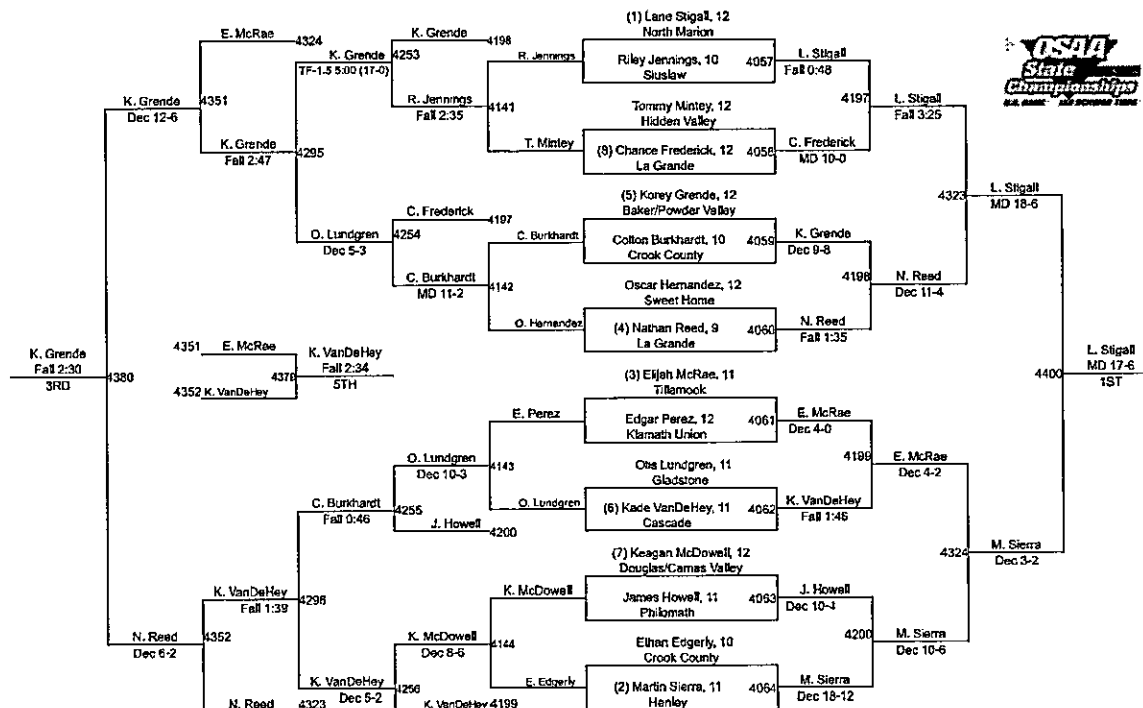 OSAA
State
Championships
E. McRae
4324
K. Grende
Dec 12-6
4351
K. Grende
Fall 2:47
4295
K. Grende
TF-1.5 5:00 (17-0)
4253
K. Grende
4198
R. Jennings
Fall 2:35
4141
R. Jennings
T. Mintey
O. Lundgren
Dec 5-3
4254
C. Frederick
4197
C. Burkhardt
MD 11-2
4142
C. Burkhardt
O. Hernandez
(1) Lane Stigall, 12
North Marion
Riley Jennings, 10
Siuslaw
4057
L. Stigall
Fall 0:48
Tommy Mintey, 12
Hidden Valley
(8) Chance Frederick, 12
La Grande
4058
C. Frederick
MD 10-0
4197
L. Stigall
Fall 3:25
(5) Korey Grende, 12
Baker/Powder Valley
Colton Burkhardt, 10
Crook County
4059
K. Grende
Dec 9-8
Oscar Hernandez, 12
Sweet Home
(4) Nathan Reed, 9
La Grande
4060
N. Reed
Fall 1:35
4198
N. Reed
Dec 11-4
4323
L. Stigall
MD 18-6
K. Grende
Fall 2:30
3RD
4380
4351
E. McRae
4352
K. VanDeHey
4379
K. VanDeHey
Fall 2:34
5TH
4400
L. Stigall
MD 17-6
1ST
(3) Elijah McRae, 11
Tillamook
Edgar Perez, 12
Klamath Union
4061
E. McRae
Dec 4-0
Otis Lundgren, 11
Gladstone
(6) Kade VanDeHey, 11
Cascade
4062
K. VanDeHey
Fall 1:46
4199
E. McRae
Dec 4-2
(7) Keagan McDowell, 12
Douglas/Camas Valley
James Howell, 11
Philomath
4063
J. Howell
Dec 10-4
Ethan Edgerly, 10
Crook County
(2) Martin Sierra, 11
Henley
4064
M. Sierra
Dec 18-12
4200
M. Sierra
Dec 10-6
4324
M. Sierra
Dec 3-2
E. Perez
O. Lundgren
4143
O. Lundgren
Dec 10-3
J. Howell
4200
4255
C. Burkhardt
Fall 0:46
K. McDowell
E. Edgerly
4144
K. McDowell
Dec 8-6
K. VanDeHey
4199
4256
K. VanDeHey
Dec 5-2
4296
K. VanDeHey
Fall 1:39
N. Reed
4323
4352
N. Reed
Dec 6-2